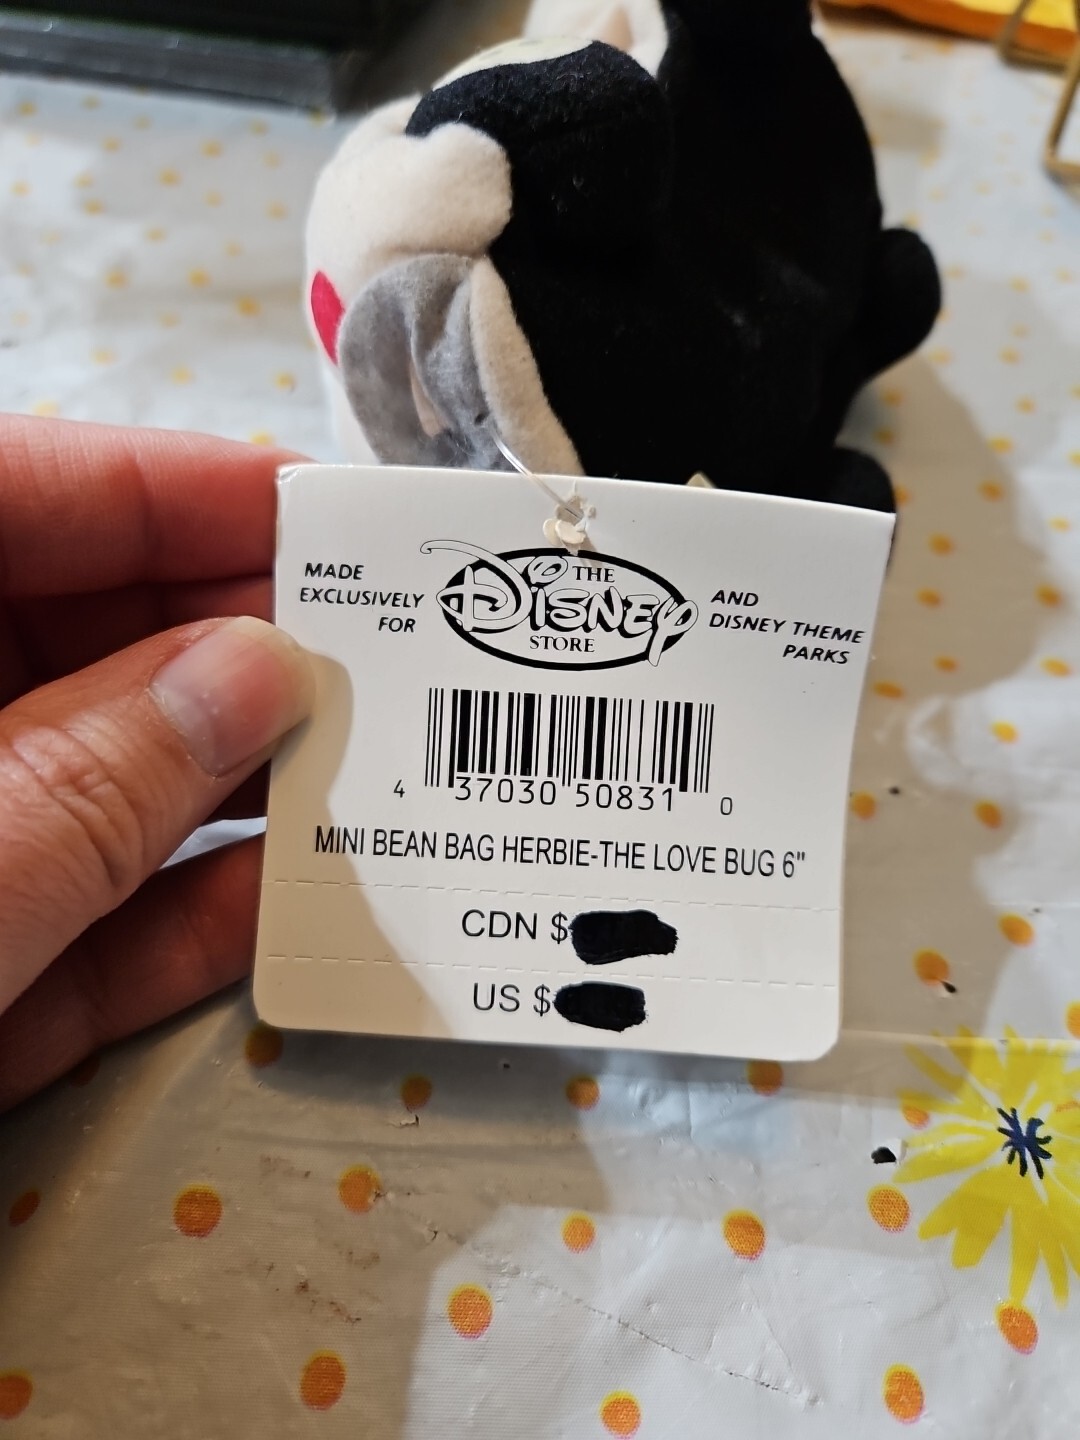 MADE
EXCLUSIVELY
FOR
THE
DISNEY
STORE
AND
DISNEY THEME
PARKS
4 37030 50831 0
MINI BEAN BAG HERBIE-THE LOVE BUG 6"
CDN $
US $